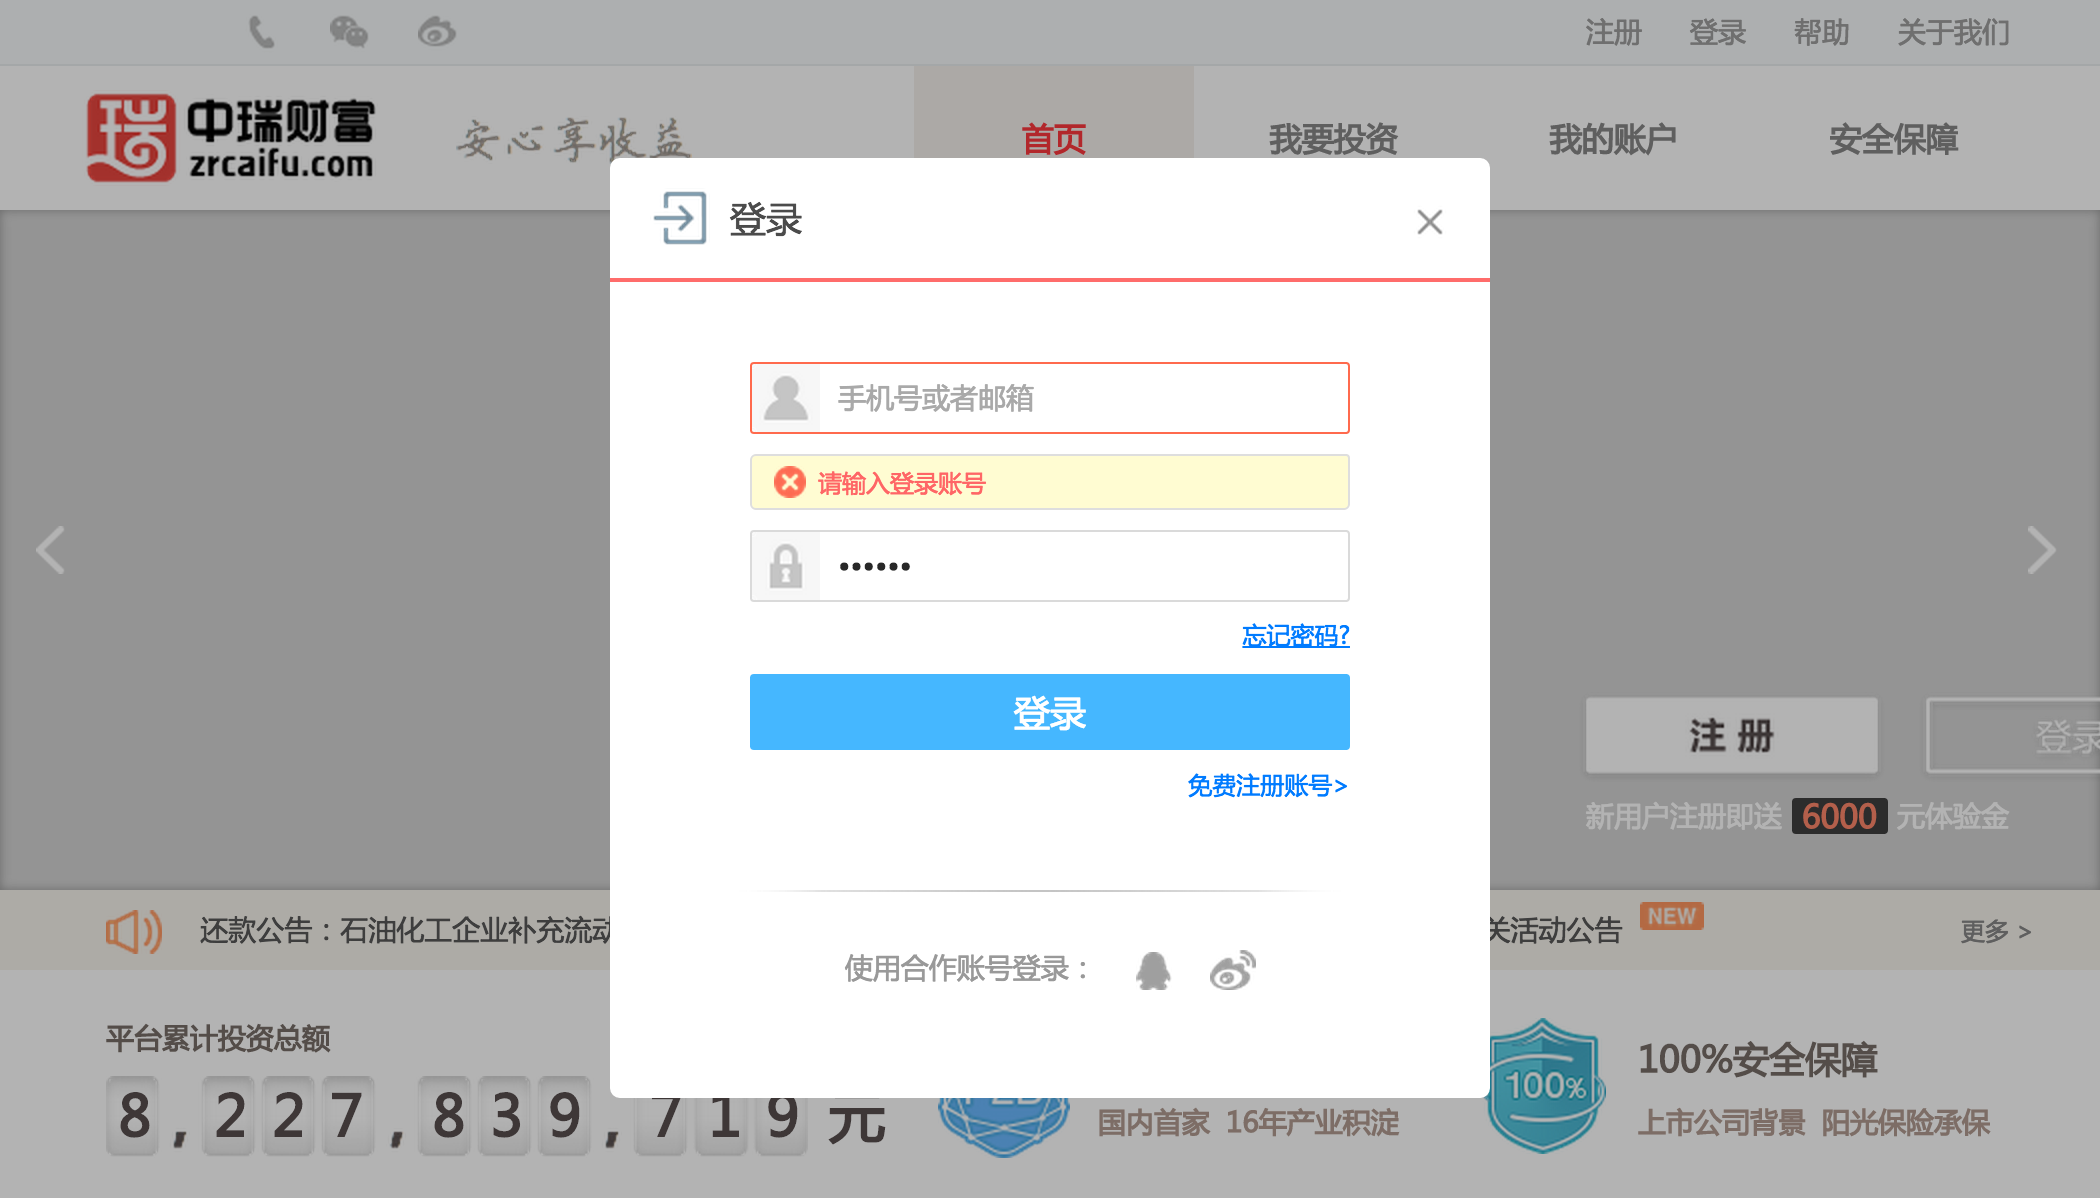 注册 登录 帮助 关于我们
中瑞财富
zrcaifu.com
安心享收益
首页 我要投资 我的账户 安全保障
登录
手机号或者邮箱
请输入登录账号
••••••
忘记密码?
登录
免费注册账号>
注 册
登录
新用户注册即送 6000 元体验金
还款公告：石油化工企业补充流动
关活动公告 NEW
更多 >
使用合作账号登录：
平台累计投资总额
8,227,839,719 元
P2B
国内首家 16年产业积淀
100%
100%安全保障
上市公司背景 阳光保险承保